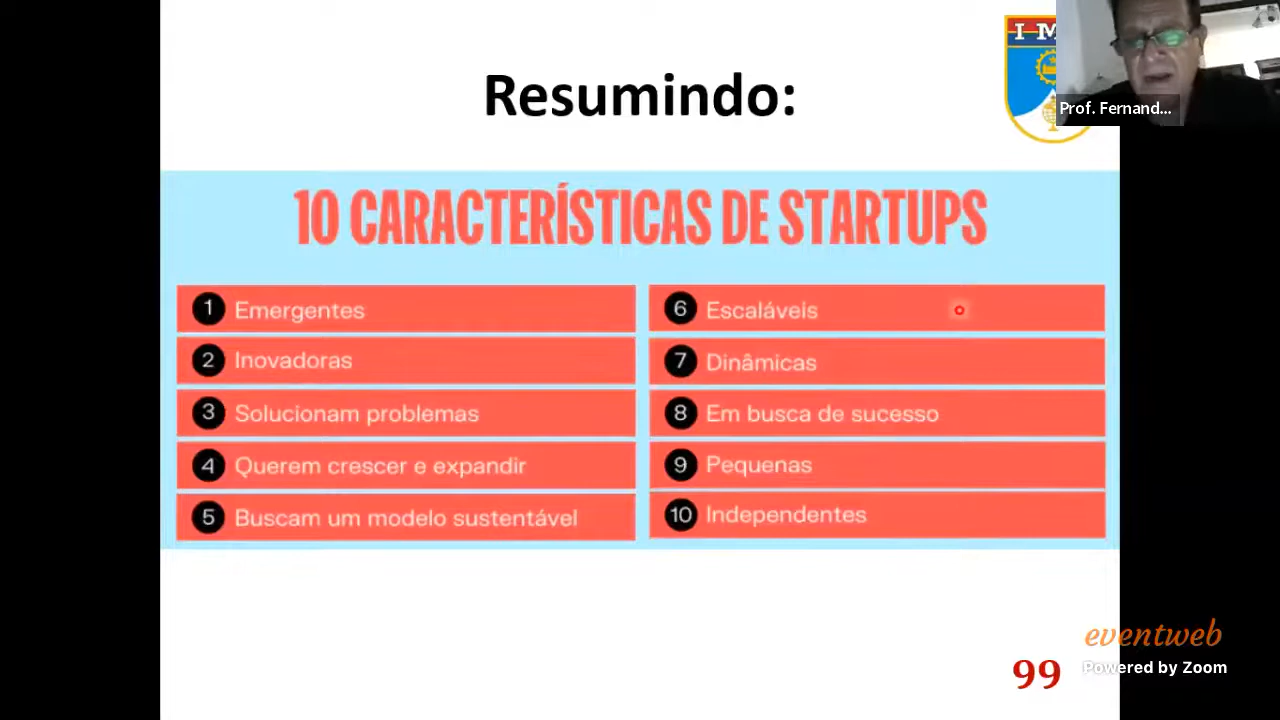 Resumindo:
I M
Prof. Fernand...
10 CARACTERÍSTICAS DE STARTUPS
1 Emergentes
2 Inovadoras
3 Solucionam problemas
4 Querem crescer e expandir
5 Buscam um modelo sustentável
6 Escaláveis
7 Dinâmicas
8 Em busca de sucesso
9 Pequenas
10 Independentes
eventweb
Powered by Zoom
99